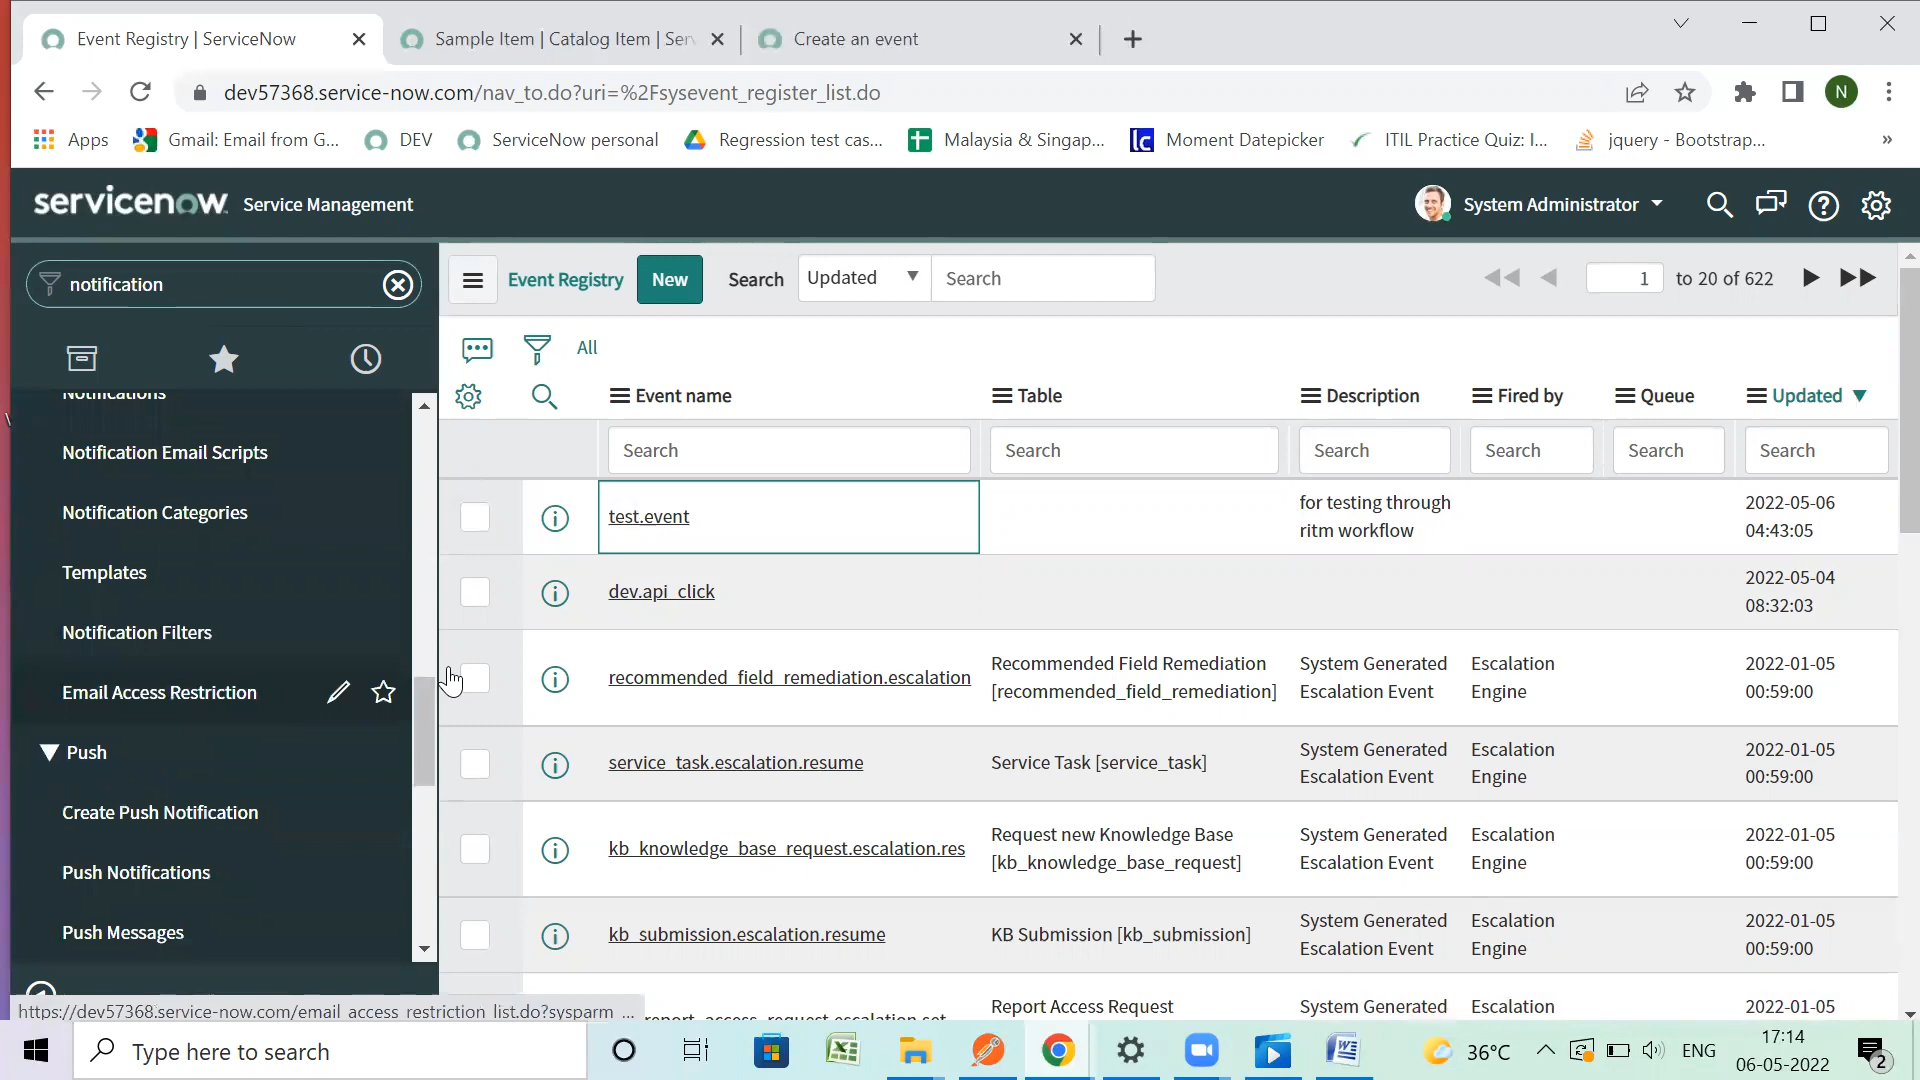 Event Registry | ServiceNow
Sample Item | Catalog Item | Ser
Create an event
dev57368.service-now.com/nav_to.do?uri=%2Fsysevent_register_list.do
N
Apps
Gmail: Email from G...
DEV
ServiceNow personal
Regression test cas...
Malaysia & Singap...
lc
Moment Datepicker
ITIL Practice Quiz: I...
jquery - Bootstrap...
»
servicenow Service Management
System Administrator
notification
Event Registry
New
Search
Updated
Search
1 to 20 of 622
All
Event name
Table
Description
Fired by
Queue
Updated
Search
Search
Search
Search
Search
Search
Notifications
Notification Email Scripts
Notification Categories
Templates
Notification Filters
Email Access Restriction
Push
Create Push Notification
Push Notifications
Push Messages
test.event
for testing through
ritm workflow
2022-05-06
04:43:05
dev.api_click
2022-05-04
08:32:03
recommended_field_remediation.escalation
Recommended Field Remediation
[recommended_field_remediation]
System Generated
Escalation Event
Escalation
Engine
2022-01-05
00:59:00
service_task.escalation.resume
Service Task [service_task]
System Generated
Escalation Event
Escalation
Engine
2022-01-05
00:59:00
kb_knowledge_base_request.escalation.res
Request new Knowledge Base
[kb_knowledge_base_request]
System Generated
Escalation Event
Escalation
Engine
2022-01-05
00:59:00
kb_submission.escalation.resume
KB Submission [kb_submission]
System Generated
Escalation Event
Escalation
Engine
2022-01-05
00:59:00
report_access_request.escalation.set
Report Access Request
System Generated
Escalation
2022-01-05
https://dev57368.service-now.com/email_access_restriction_list.do?sysparm_...
Type here to search
36°C
ENG
17:14
06-05-2022
2